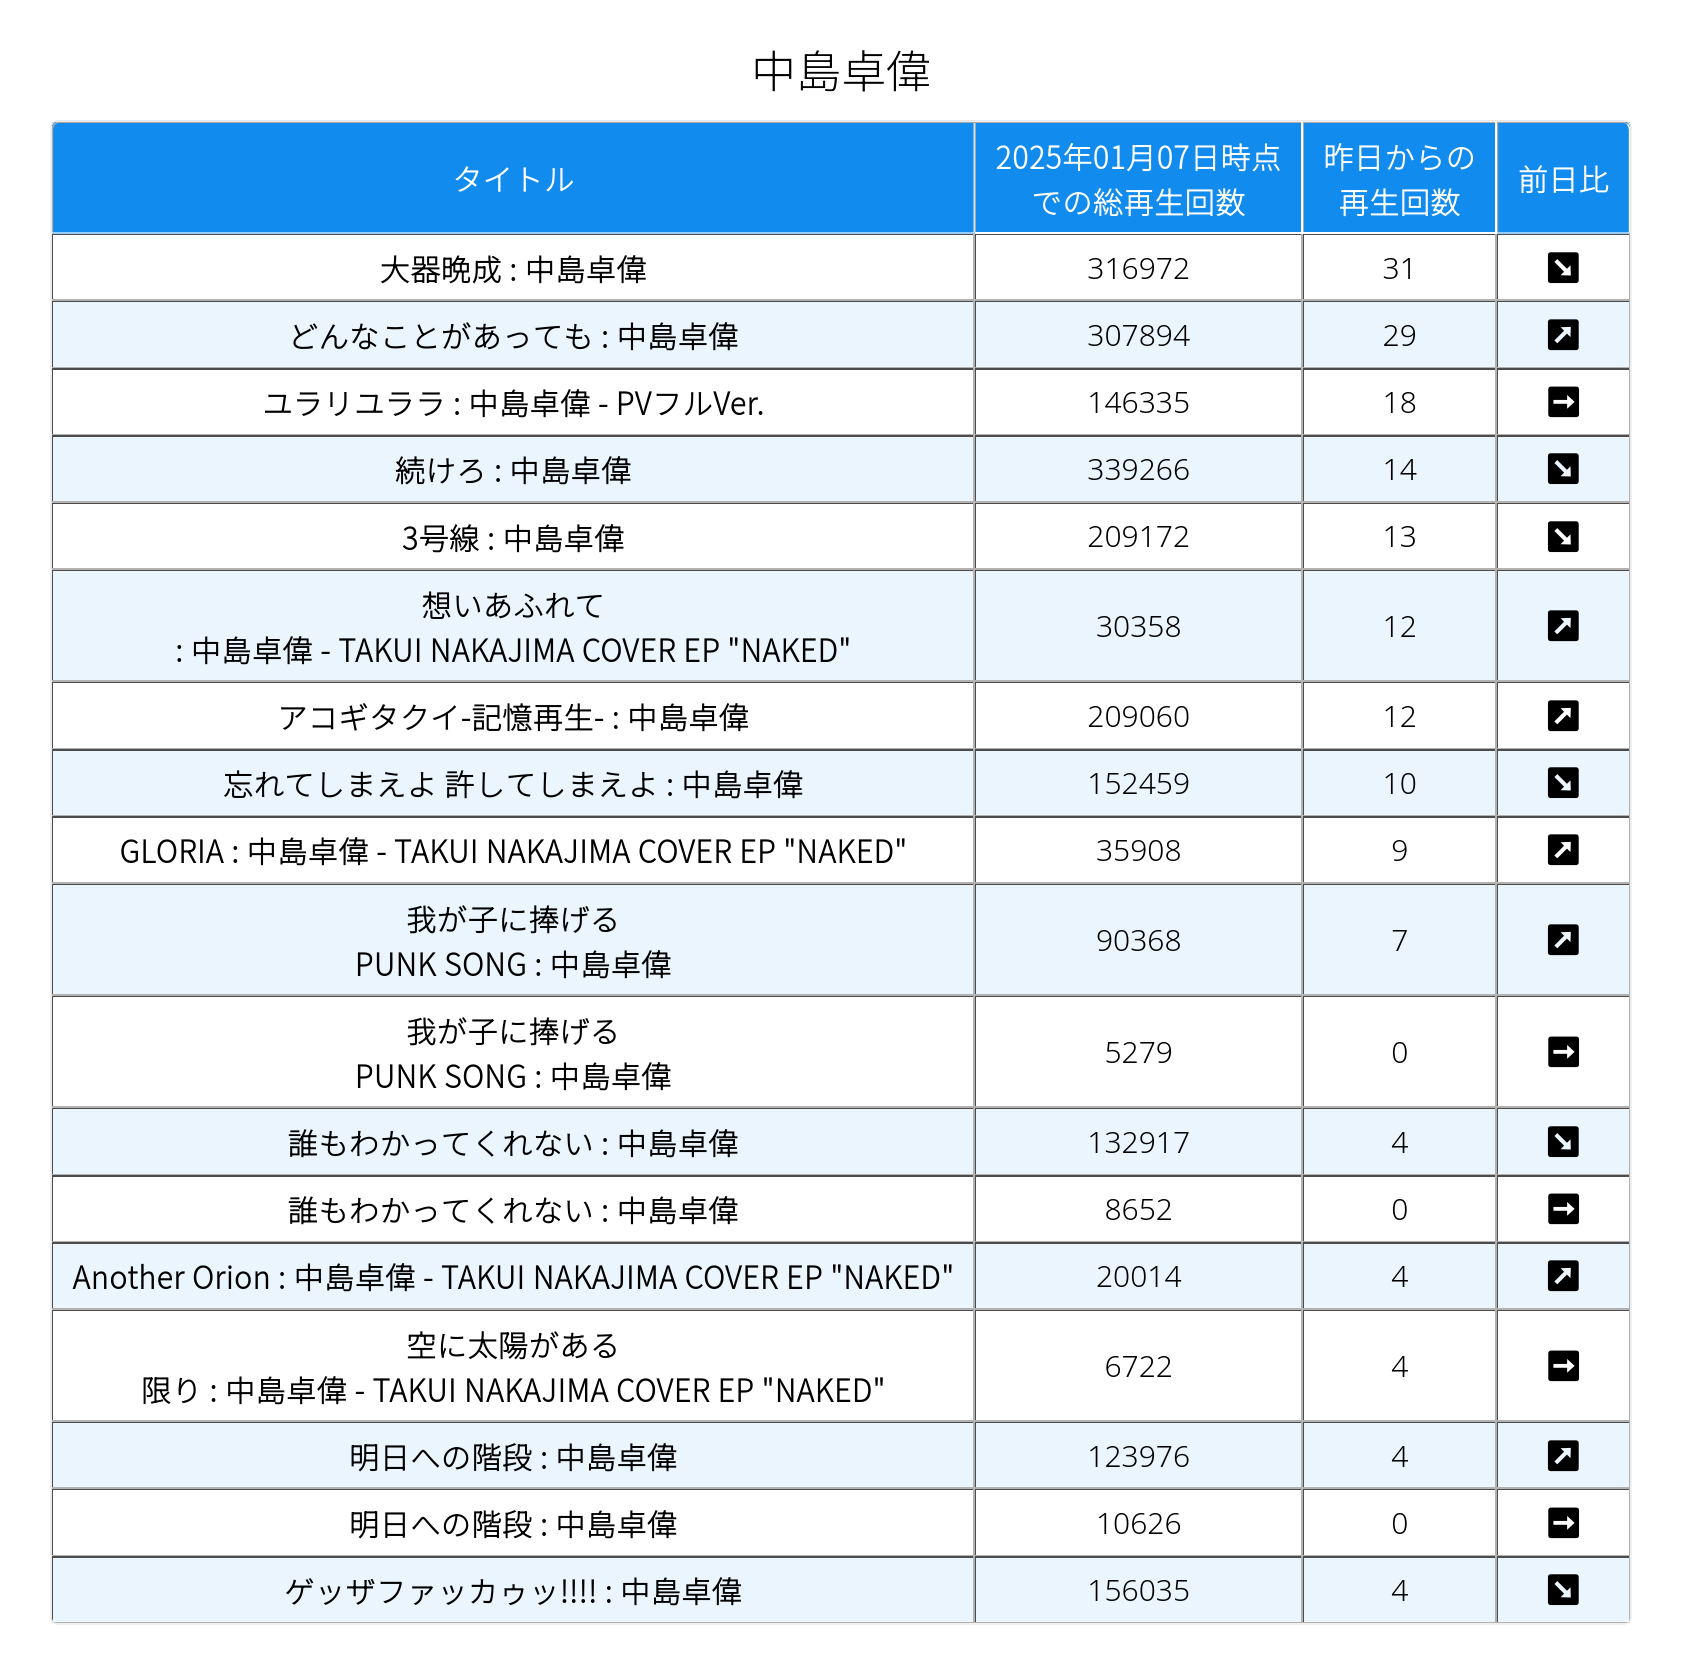 中島卓偉
タイトル
2025年01月07日時点
での総再生回数
昨日からの
再生回数
前日比
大器晩成 : 中島卓偉
316972
31
どんなことがあっても : 中島卓偉
307894
29
ユラリユララ : 中島卓偉 - PVフルVer.
146335
18
続けろ : 中島卓偉
339266
14
3号線 : 中島卓偉
209172
13
想いあふれて
: 中島卓偉 - TAKUI NAKAJIMA COVER EP "NAKED"
30358
12
アコギタクイ-記憶再生- : 中島卓偉
209060
12
忘れてしまえよ 許してしまえよ : 中島卓偉
152459
10
GLORIA : 中島卓偉 - TAKUI NAKAJIMA COVER EP "NAKED"
35908
9
我が子に捧げる
PUNK SONG : 中島卓偉
90368
7
我が子に捧げる
PUNK SONG : 中島卓偉
5279
0
誰もわかってくれない : 中島卓偉
132917
4
誰もわかってくれない : 中島卓偉
8652
0
Another Orion : 中島卓偉 - TAKUI NAKAJIMA COVER EP "NAKED"
20014
4
空に太陽がある
限り : 中島卓偉 - TAKUI NAKAJIMA COVER EP "NAKED"
6722
4
明日への階段 : 中島卓偉
123976
4
明日への階段 : 中島卓偉
10626
0
ゲッザファッカゥッ!!!! : 中島卓偉
156035
4